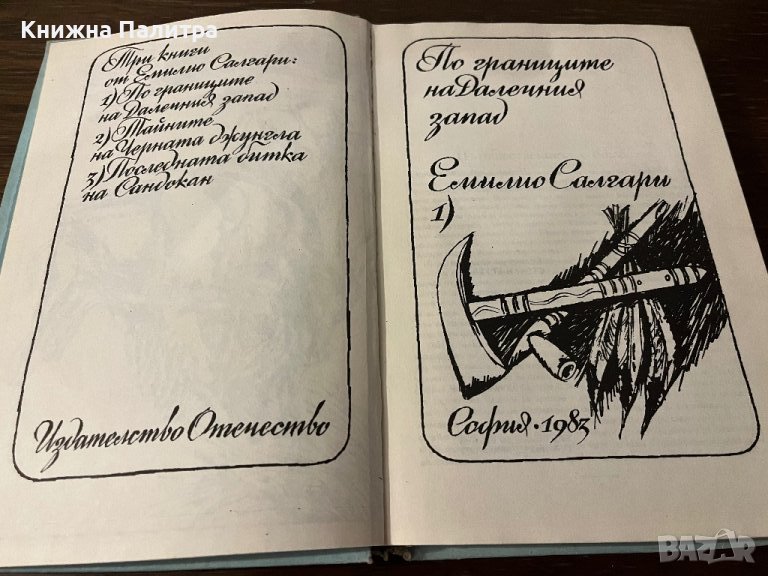 Книжна Палитра
Три книги
от Емилио Салгари:
1) По границите
на Далечния запад
2) Тайните
на Черната джунгла
3) Последната битка
на Сандокан
Издателство Отечество
По границите
на Далечния
запад
Емилио Салгари
1)
София · 1983
BAZAR